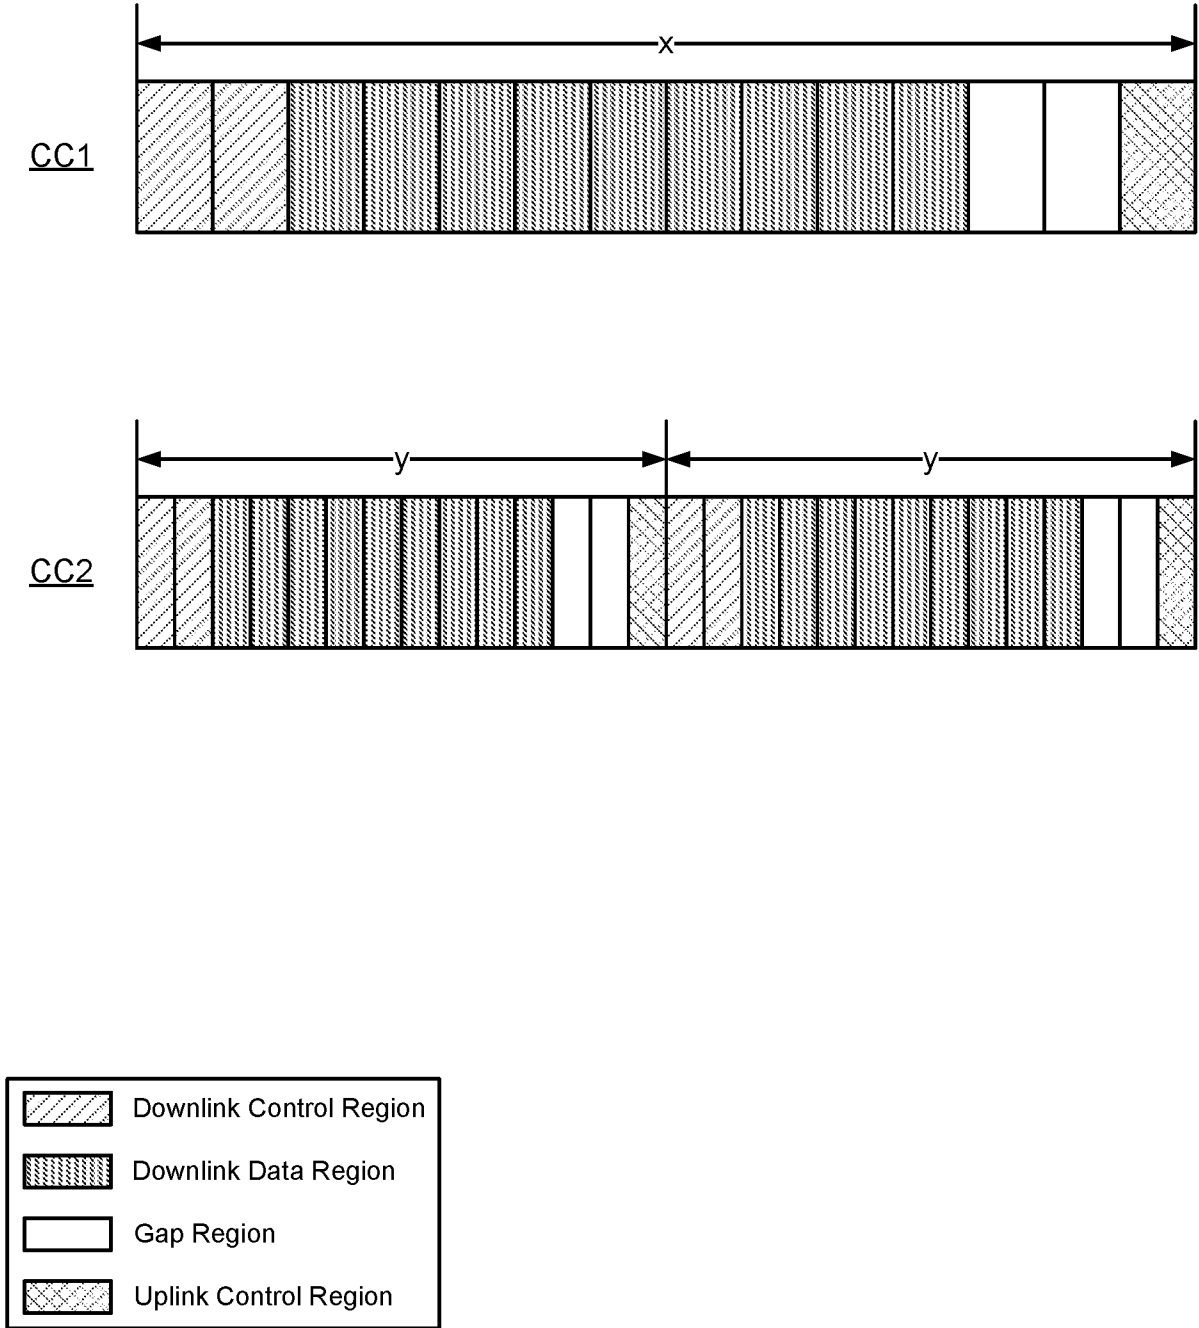 x
CC1
y
y
CC2
Downlink Control Region
Downlink Data Region
Gap Region
Uplink Control Region